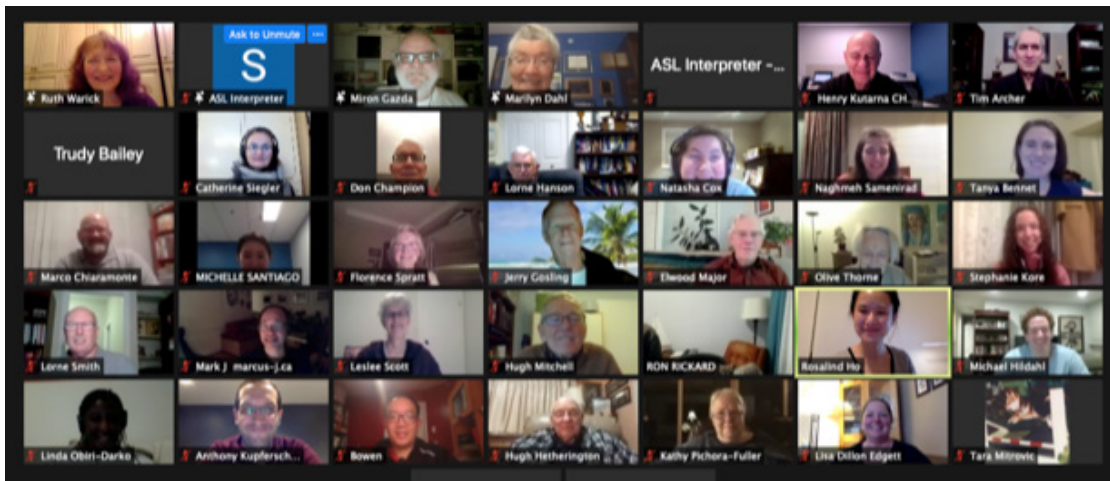 Ruth Warick
Ask to Unmute
S
ASL Interpreter
Miron Gazda
Marilyn Dahl
ASL Interpreter -...
Henry Kutarna CH...
Tim Archer
Trudy Bailey
Catherine Siegler
Don Champion
Lorne Hanson
Natasha Cox
Naghmeh Samenirad
Tanya Bennet
Marco Chiaramonte
MICHELLE SANTIAGO
Florence Spratt
Jerry Gosling
Elwood Major
Olive Thorne
Stephanie Kore
Lorne Smith
Mark J marcus-j.ca
Leslee Scott
Hugh Mitchell
RON RICKARD
Rosalind Ho
Michael Hildahl
Linda Obiri-Darko
Anthony Kupfersch...
Bowen
Hugh Hetherington
Kathy Pichora-Fuller
Lisa Dillon Edgett
Tara Mitrovic